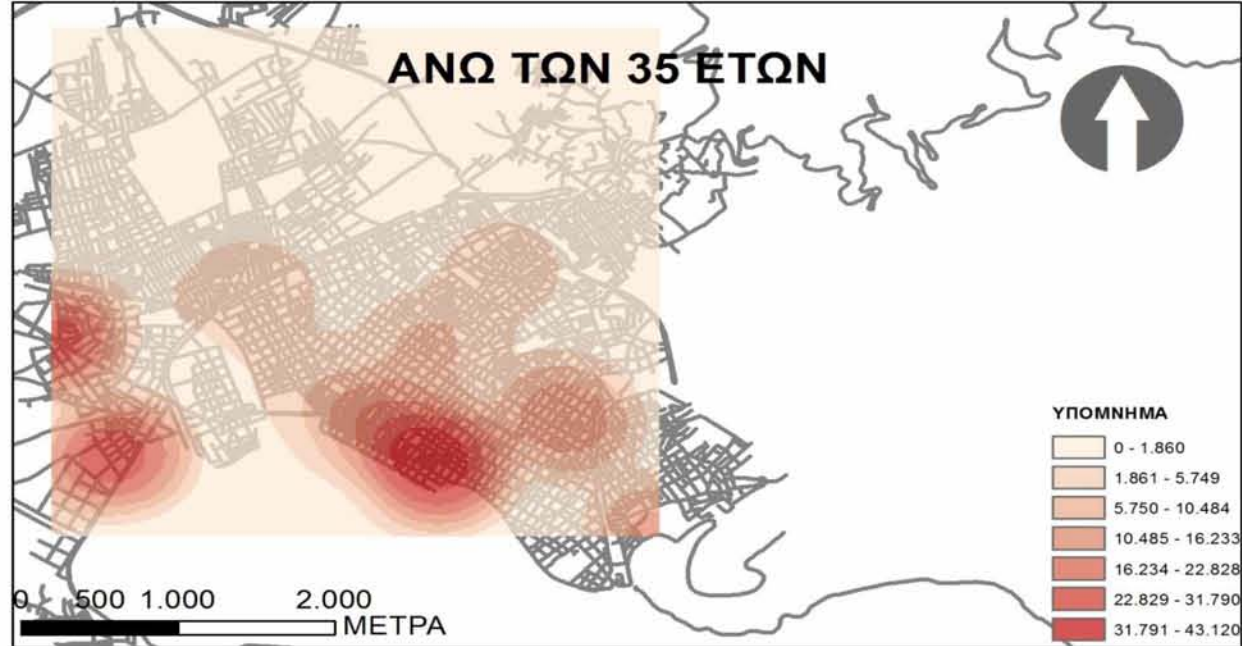 ΑΝΩ ΤΩΝ 35 ΕΤΩΝ
ΥΠΟΜΝΗΜΑ
0 - 1.860
1.861 - 5.749
5.750 - 10.484
10.485 - 16.233
16.234 - 22.828
22.829 - 31.790
31.791 - 43.120
0 500 1.000 2.000
ΜΕΤΡΑ